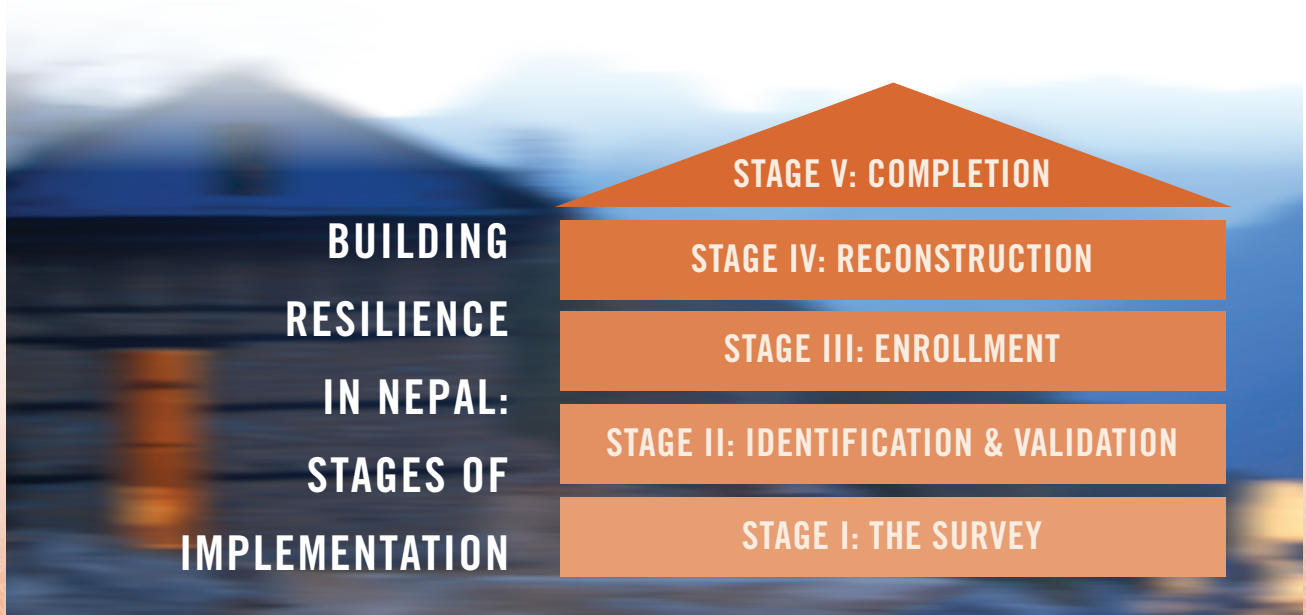 BUILDING
RESILIENCE
IN NEPAL:
STAGES OF
IMPLEMENTATION
STAGE V: COMPLETION
STAGE IV: RECONSTRUCTION
STAGE III: ENROLLMENT
STAGE II: IDENTIFICATION & VALIDATION
STAGE I: THE SURVEY